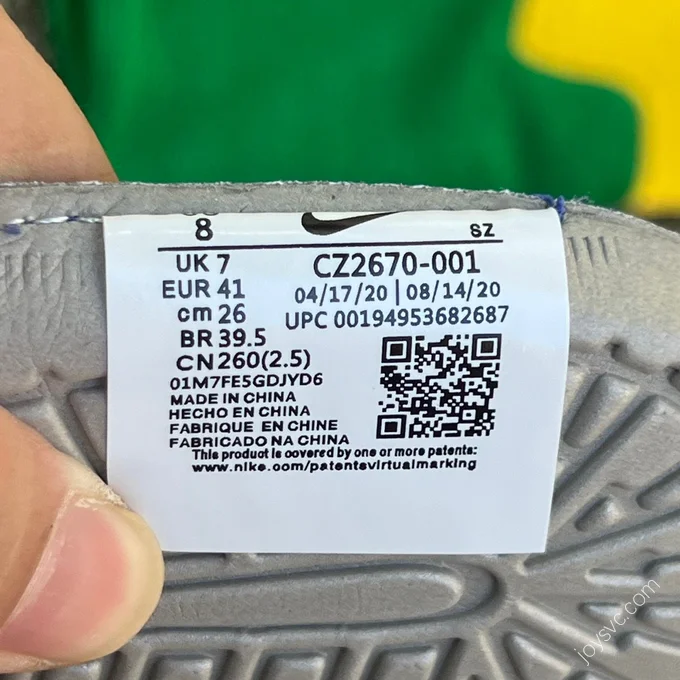 8
SZ
UK 7
EUR 41
cm 26
BR 39.5
CN 260(2.5)
CZ2670-001
04/17/20 | 08/14/20
UPC 00194953682687
01M7FE5GDJYD6
MADE IN CHINA
HECHO EN CHINA
FABRIQUE EN CHINE
FABRICADO NA CHINA
This product is covered by one or more patents:
www.nike.com/patentsvirtualmarking
joysvc.com